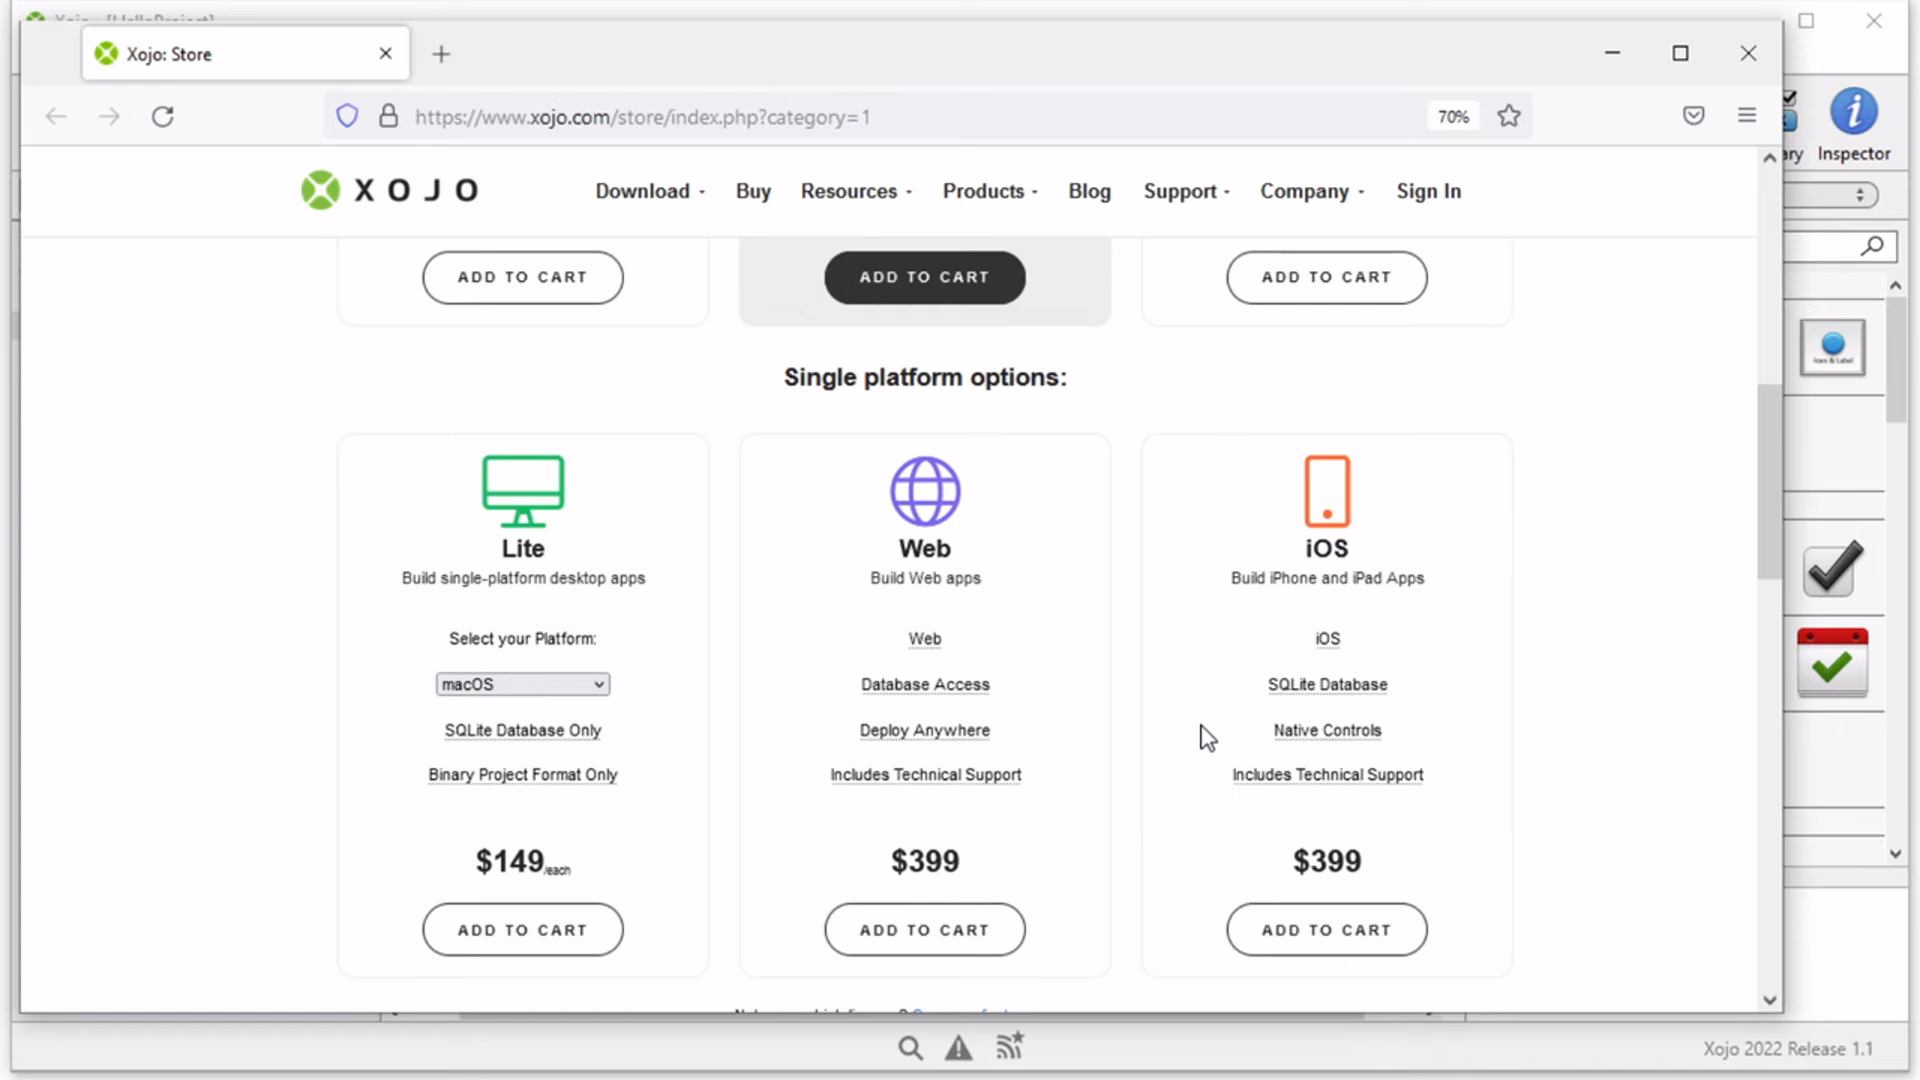 Xojo - [HelloProject]
Xojo: Store
https://www.xojo.com/store/index.php?category=1
70%
Inspector
XOJO
Download
Buy
Resources
Products
Blog
Support
Company
Sign In
ADD TO CART
ADD TO CART
ADD TO CART
Single platform options:
Lite
Build single-platform desktop apps
Select your Platform:
macOS
SQLite Database Only
Binary Project Format Only
$149/each
ADD TO CART
Web
Build Web apps
Web
Database Access
Deploy Anywhere
Includes Technical Support
$399
ADD TO CART
iOS
Build iPhone and iPad Apps
iOS
SQLite Database
Native Controls
Includes Technical Support
$399
ADD TO CART
Icon & Label
Xojo 2022 Release 1.1